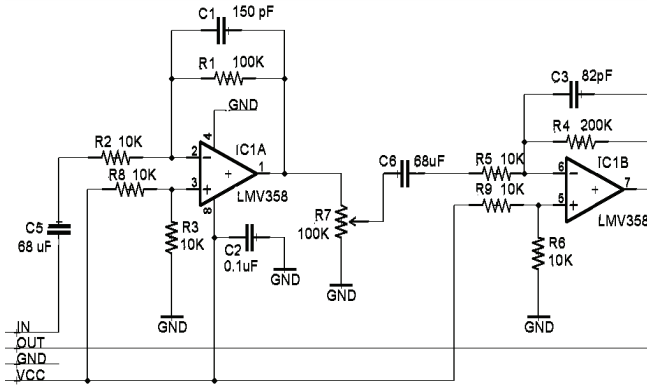 C1 150 pF
R1 100K
GND
C3 82pF
R4 200K
R2 10K
IC1A
2
4
1
R8 10K
3
8
LMV358
C6 68uF
R5 10K
IC1B
6
7
R9 10K
5
LMV358
C5
68 uF
R3
10K
C2
0.1uF
R7
100K
R6
10K
GND
GND
GND
GND
IN
OUT
GND
VCC